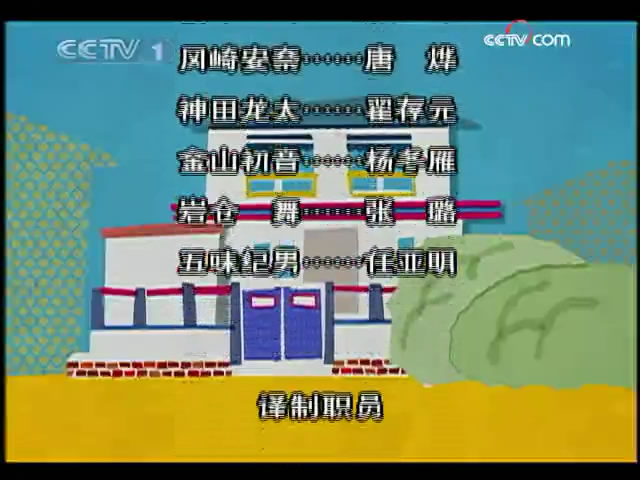 CCTV 1
CCTV.com
风崎安奈……唐 烨
神田龙太……翟存元
金山初音……杨冬雁
岩仓 舞……张 璐
五味纪男……任亚明
译制职员